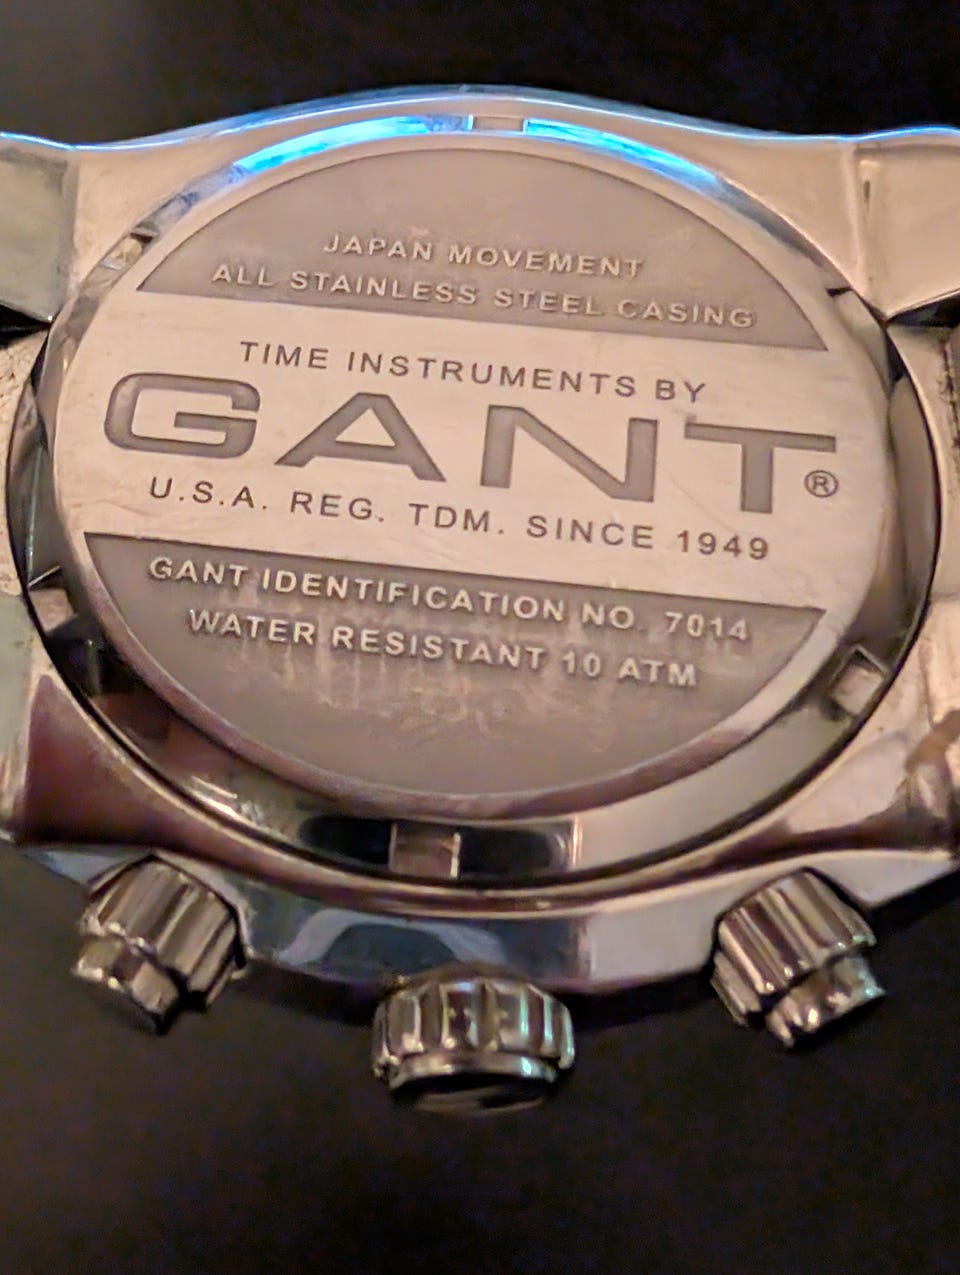 JAPAN MOVEMENT
ALL STAINLESS STEEL CASING
TIME INSTRUMENTS BY
GANT®
U.S.A. REG. TDM. SINCE 1949
GANT IDENTIFICATION NO. 7014
WATER RESISTANT 10 ATM